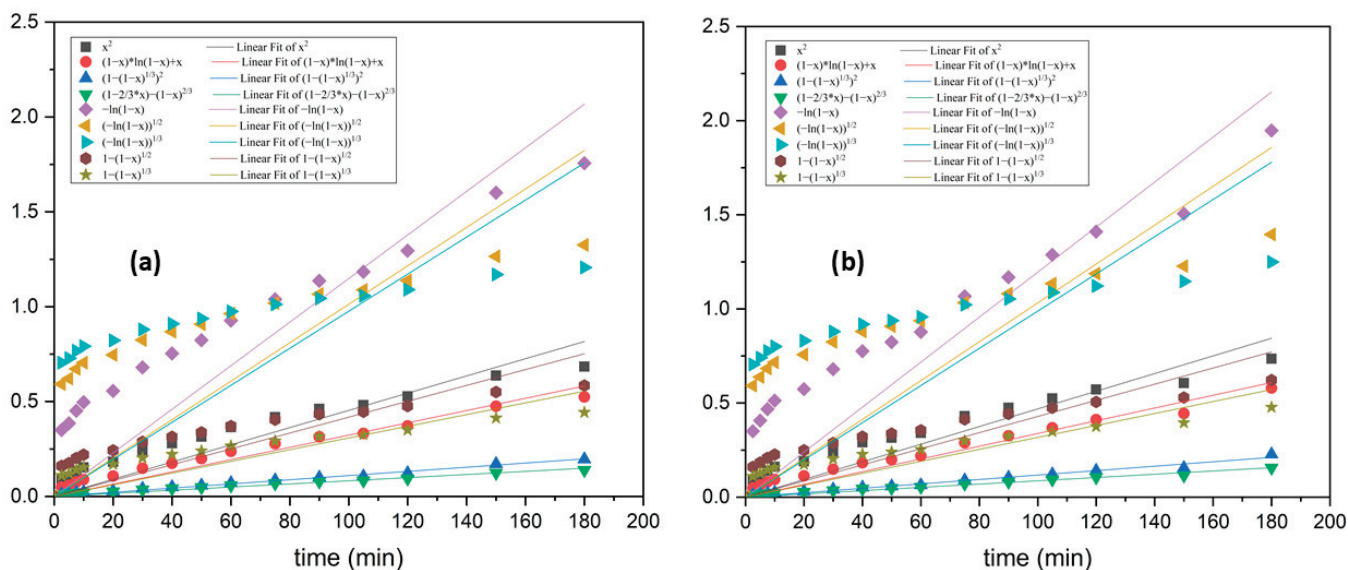 2.5
2.0
1.5
1.0
0.5
0.0
x²
(1−x)*ln(1−x)+x
(1−(1−x)^1/3)²
(1−2/3*x)−(1−x)^2/3
−ln(1−x)
(−ln(1−x))^1/2
(−ln(1−x))^1/3
1−(1−x)^1/2
1−(1−x)^1/3
Linear Fit of x²
Linear Fit of (1−x)*ln(1−x)+x
Linear Fit of (1−(1−x)^1/3)²
Linear Fit of (1−2/3*x)−(1−x)^2/3
Linear Fit of −ln(1−x)
Linear Fit of (−ln(1−x))^1/2
Linear Fit of (−ln(1−x))^1/3
Linear Fit of 1−(1−x)^1/2
Linear Fit of 1−(1−x)^1/3
(a)
0 20 40 60 80 100 120 140 160 180 200
time (min)
2.5
2.0
1.5
1.0
0.5
0.0
x²
(1−x)*ln(1−x)+x
(1−(1−x)^1/3)²
(1−2/3*x)−(1−x)^2/3
−ln(1−x)
(−ln(1−x))^1/2
(−ln(1−x))^1/3
1−(1−x)^1/2
1−(1−x)^1/3
Linear Fit of x²
Linear Fit of (1−x)*ln(1−x)+x
Linear Fit of (1−(1−x)^1/3)²
Linear Fit of (1−2/3*x)−(1−x)^2/3
Linear Fit of −ln(1−x)
Linear Fit of (−ln(1−x))^1/2
Linear Fit of (−ln(1−x))^1/3
Linear Fit of 1−(1−x)^1/2
Linear Fit of 1−(1−x)^1/3
(b)
0 20 40 60 80 100 120 140 160 180 200
time (min)